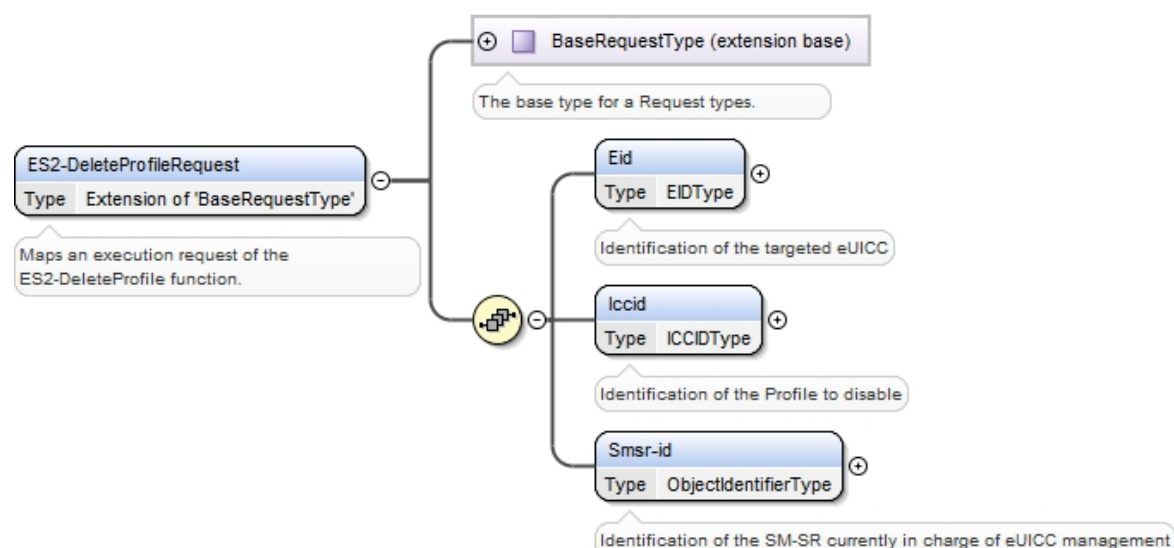 BaseRequestType (extension base)
The base type for a Request types.
ES2-DeleteProfileRequest
Type Extension of 'BaseRequestType'
Maps an execution request of the
ES2-DeleteProfile function.
Eid
Type EIDType
Identification of the targeted eUICC
Iccid
Type ICCIDType
Identification of the Profile to disable
Smsr-id
Type ObjectIdentifierType
Identification of the SM-SR currently in charge of eUICC management